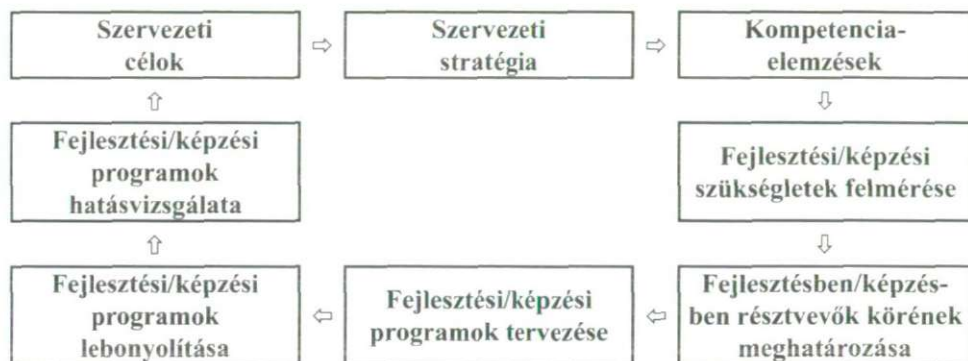 Szervezeti
célok
⇨
Szervezeti
stratégia
⇨
Kompetencia-
elemzések
⇩
Fejlesztési/képzési
szükségletek felmérése
⇩
Fejlesztésben/képzés-
ben résztvevők körének
meghatározása
⇦
Fejlesztési/képzési
programok tervezése
⇦
Fejlesztési/képzési
programok
lebonyolítása
⇧
Fejlesztési/képzési
programok
hatásvizsgálata
⇧